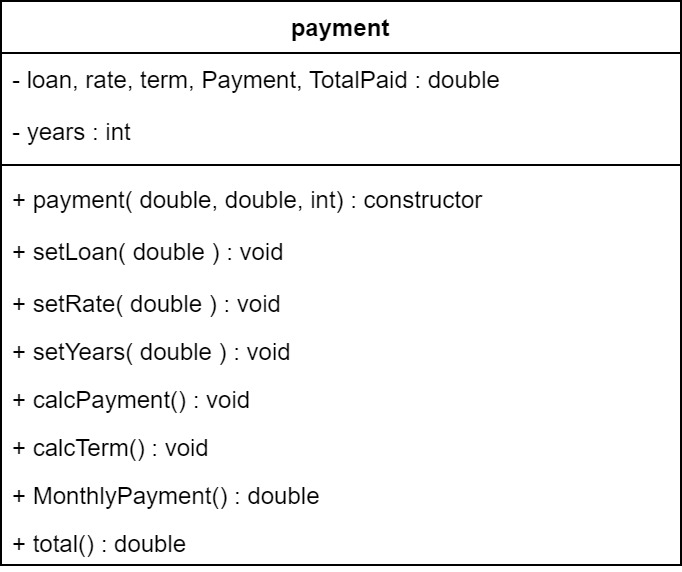 payment
- loan, rate, term, Payment, TotalPaid : double
- years : int
+ payment( double, double, int) : constructor
+ setLoan( double ) : void
+ setRate( double ) : void
+ setYears( double ) : void
+ calcPayment() : void
+ calcTerm() : void
+ MonthlyPayment() : double
+ total() : double